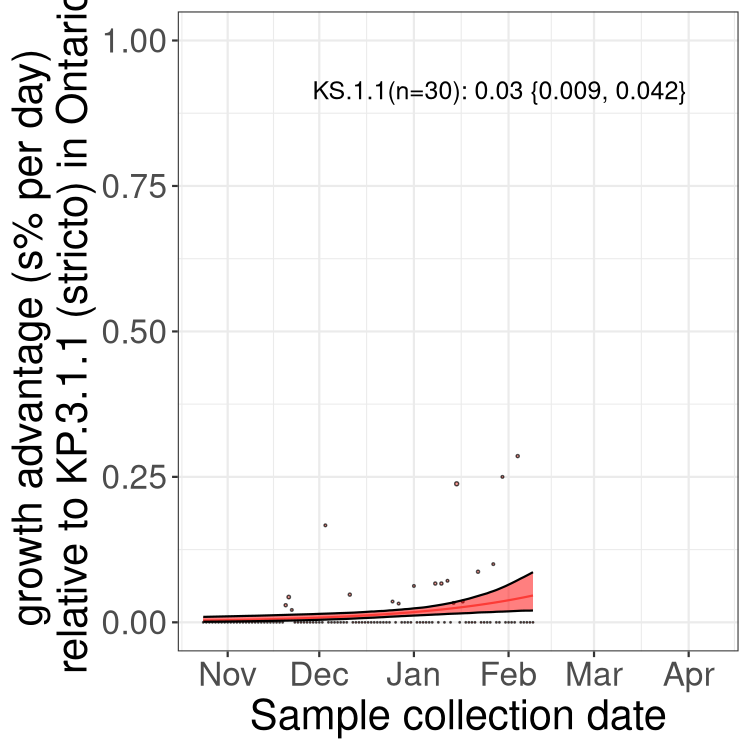 growth advantage (s% per day)
relative to KP.3.1.1 (stricto) in Ontario
1.00
0.75
0.50
0.25
0.00
KS.1.1(n=30): 0.03 {0.009, 0.042}
Nov Dec Jan Feb Mar Apr
Sample collection date